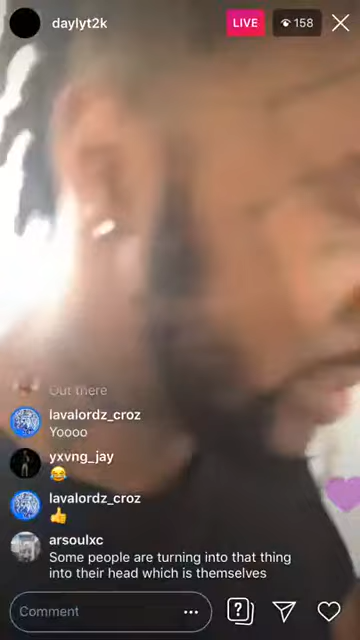 daylyt2k
LIVE
158
Out there
lavalordz_croz
Yoooo
yxvng_jay
😂
lavalordz_croz
👍
arsoulxc
Some people are turning into that thing
into their head which is themselves
Comment